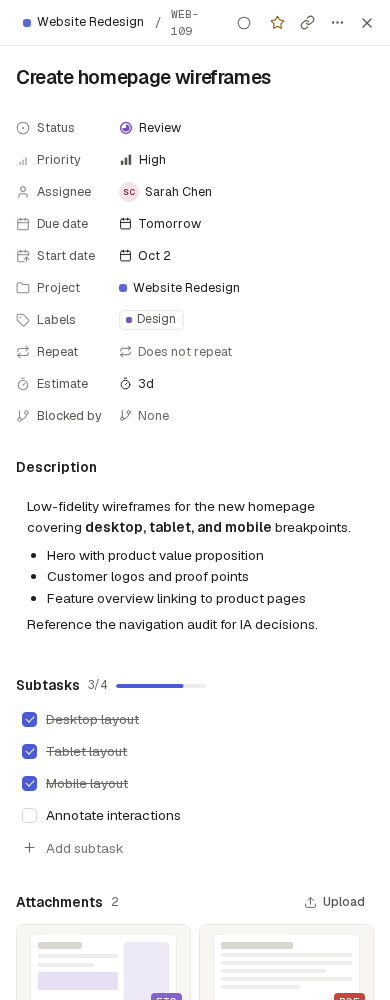 Website Redesign / WEB-
109
Create homepage wireframes
Status Review
Priority High
Assignee SC Sarah Chen
Due date Tomorrow
Start date Oct 2
Project Website Redesign
Labels Design
Repeat Does not repeat
Estimate 3d
Blocked by None
Description
Low-fidelity wireframes for the new homepage
covering desktop, tablet, and mobile breakpoints.
• Hero with product value proposition
• Customer logos and proof points
• Feature overview linking to product pages
Reference the navigation audit for IA decisions.
Subtasks 3/4
Desktop layout
Tablet layout
Mobile layout
Annotate interactions
Add subtask
Attachments 2 Upload